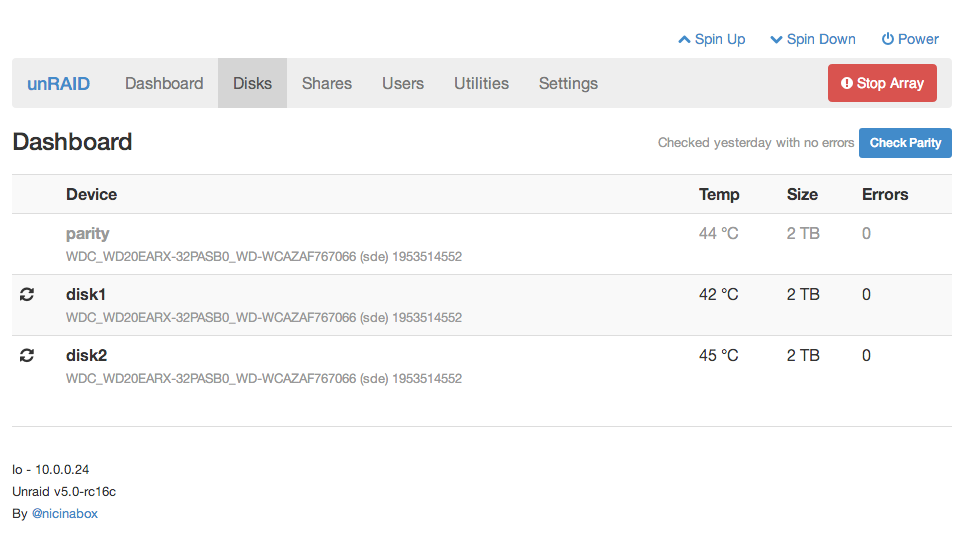 Spin Up Spin Down Power
unRAID Dashboard Disks Shares Users Utilities Settings Stop Array
Dashboard Checked yesterday with no errors Check Parity
Device Temp Size Errors
parity 44 °C 2 TB 0
WDC_WD20EARX-32PASB0_WD-WCAZAF767066 (sde) 1953514552
disk1 42 °C 2 TB 0
WDC_WD20EARX-32PASB0_WD-WCAZAF767066 (sde) 1953514552
disk2 45 °C 2 TB 0
WDC_WD20EARX-32PASB0_WD-WCAZAF767066 (sde) 1953514552
Io - 10.0.0.24
Unraid v5.0-rc16c
By @nicinabox